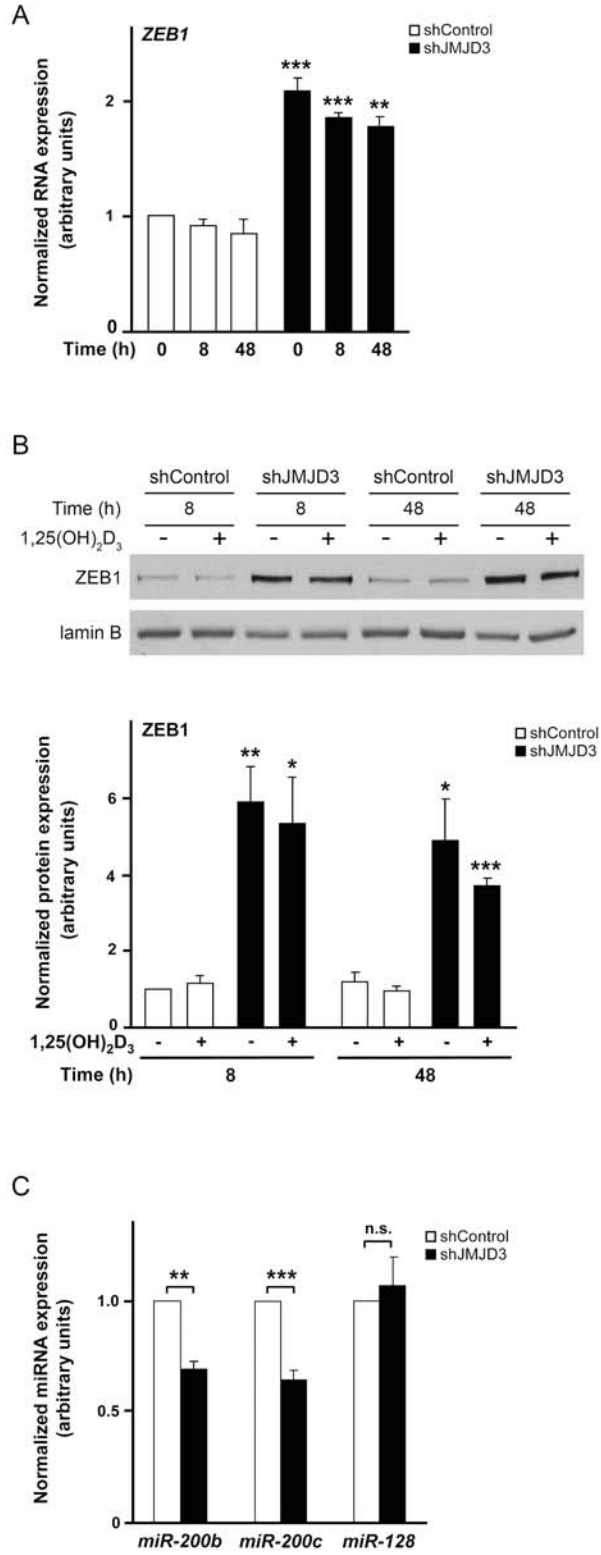 A
ZEB1
shControl
shJMJD3
Normalized RNA expression
(arbitrary units)
2
1
0
*** *** **
Time (h) 0 8 48 0 8 48
B
shControl shJMJD3 shControl shJMJD3
Time (h) 8 8 48 48
1,25(OH)2D3 - + - + - + - +
ZEB1
lamin B
ZEB1
shControl
shJMJD3
Normalized protein expression
(arbitrary units)
6
4
2
0
** * * ***
1,25(OH)2D3 - + - + - + - +
Time (h) 8 48
C
shControl
shJMJD3
Normalized miRNA expression
(arbitrary units)
1.0
0.5
0
** *** n.s.
miR-200b miR-200c miR-128